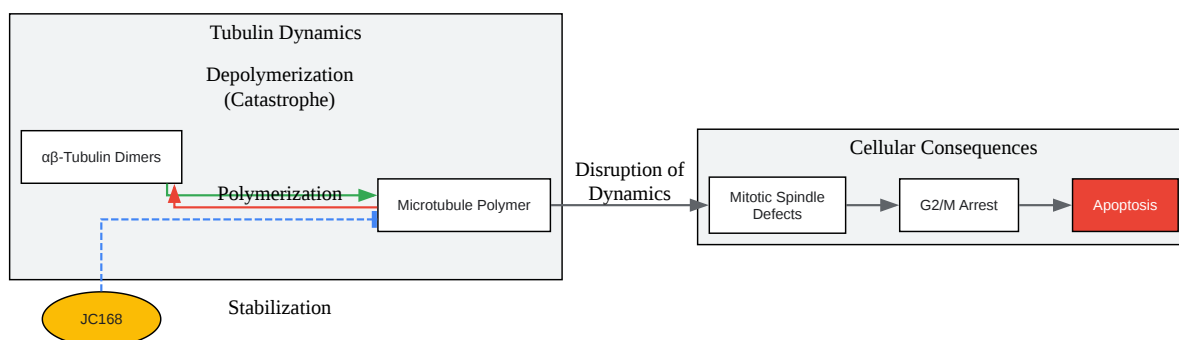 Tubulin Dynamics
Depolymerization
(Catastrophe)
αβ-Tubulin Dimers
Polymerization
Microtubule Polymer
JC168
Stabilization
Disruption of
Dynamics
Cellular Consequences
Mitotic Spindle
Defects
G2/M Arrest
Apoptosis